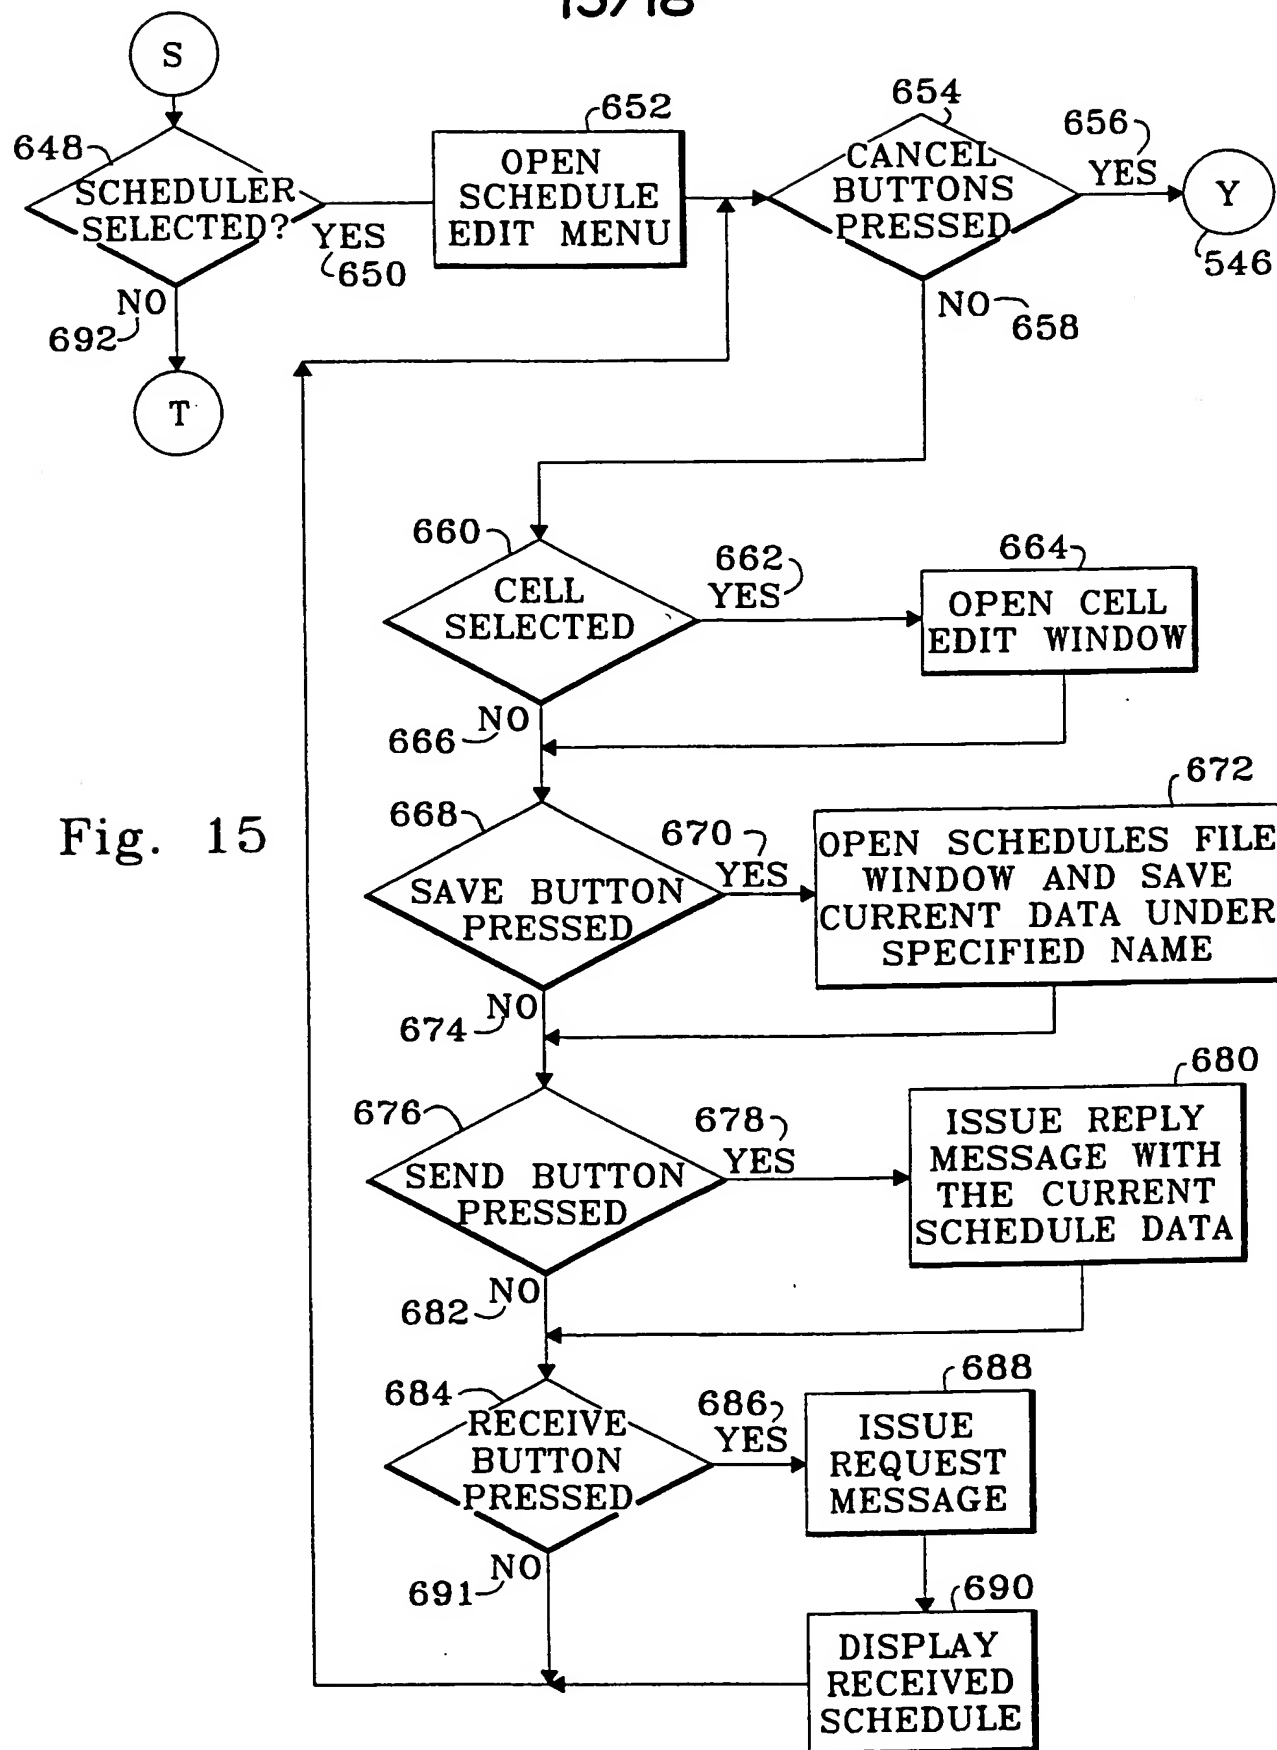 15/18
S
648
SCHEDULER
SELECTED?
YES
650
NO
692
T
652
OPEN
SCHEDULE
EDIT MENU
654
CANCEL
BUTTONS
PRESSED
656
YES
Y
546
NO
658
660
CELL
SELECTED
662
YES
664
OPEN CELL
EDIT WINDOW
NO
666
Fig. 15
668
SAVE BUTTON
PRESSED
670
YES
672
OPEN SCHEDULES FILE
WINDOW AND SAVE
CURRENT DATA UNDER
SPECIFIED NAME
NO
674
676
SEND BUTTON
PRESSED
678
YES
680
ISSUE REPLY
MESSAGE WITH
THE CURRENT
SCHEDULE DATA
NO
682
684
RECEIVE
BUTTON
PRESSED
686
YES
688
ISSUE
REQUEST
MESSAGE
NO
691
690
DISPLAY
RECEIVED
SCHEDULE